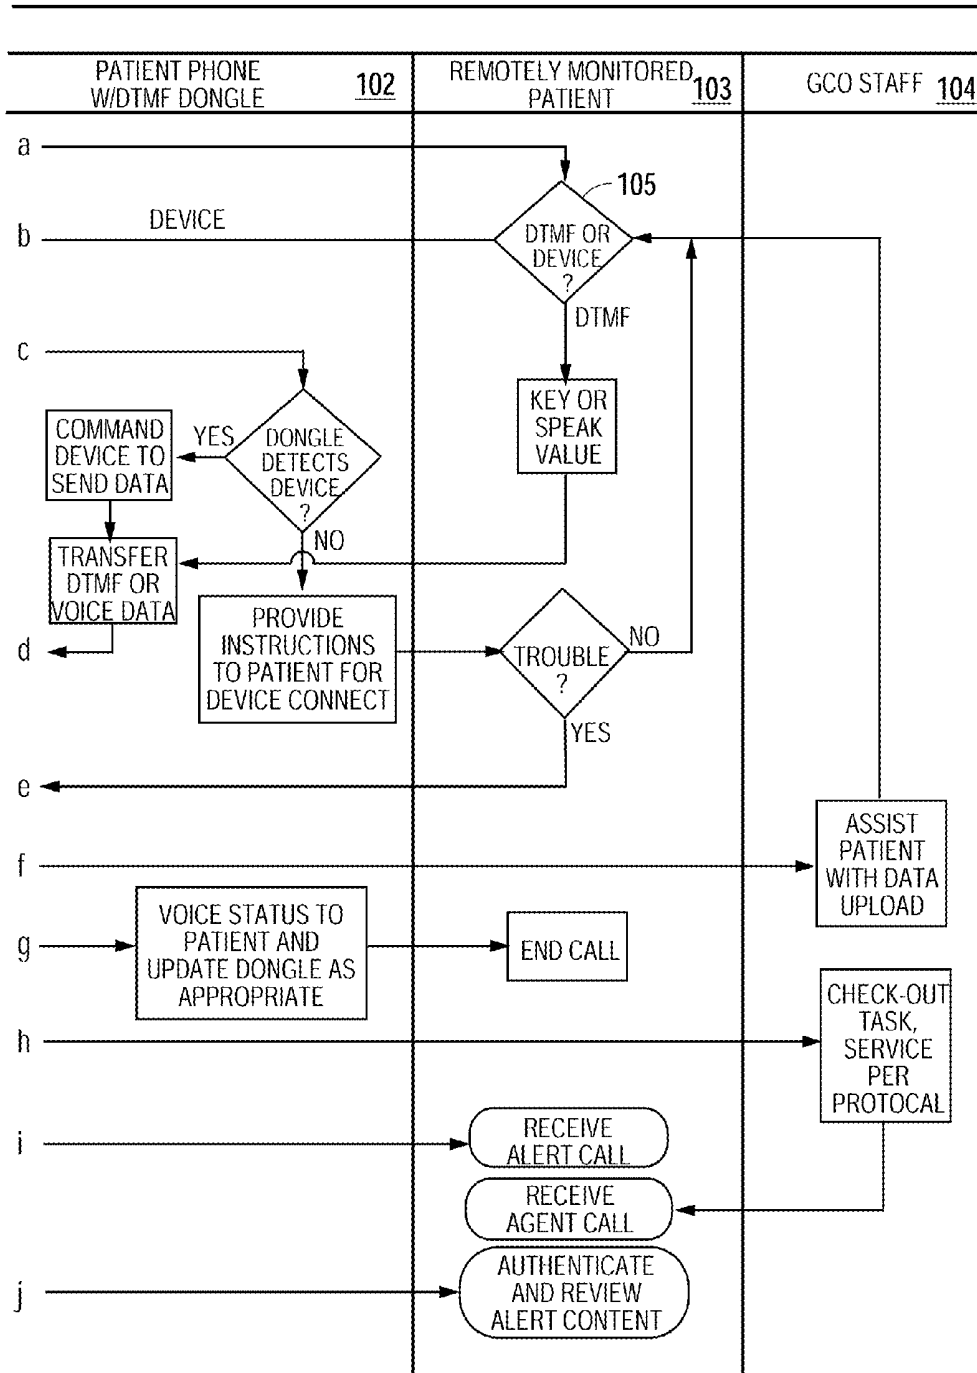 PATIENT PHONE
W/DTMF DONGLE
102
REMOTELY MONITORED
PATIENT
103
GCO STAFF
104
a
105
b
DEVICE
DTMF OR
DEVICE
?
DTMF
c
KEY OR
SPEAK
VALUE
COMMAND
DEVICE TO
SEND DATA
YES
DONGLE
DETECTS
DEVICE
?
NO
TRANSFER
DTMF OR
VOICE DATA
d
PROVIDE
INSTRUCTIONS
TO PATIENT FOR
DEVICE CONNECT
TROUBLE
?
NO
YES
e
ASSIST
PATIENT
WITH DATA
UPLOAD
f
g
VOICE STATUS TO
PATIENT AND
UPDATE DONGLE AS
APPROPRIATE
END CALL
CHECK-OUT
TASK,
SERVICE
PER
PROTOCAL
h
i
RECEIVE
ALERT CALL
RECEIVE
AGENT CALL
j
AUTHENTICATE
AND REVIEW
ALERT CONTENT